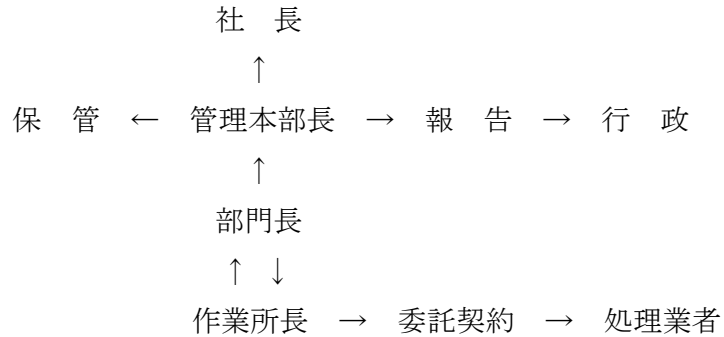 社　長
↑
保　管　←　管理本部長　→　報　告　→　行　政
↑
部門長
↑　↓
作業所長　→　委託契約　→　処理業者